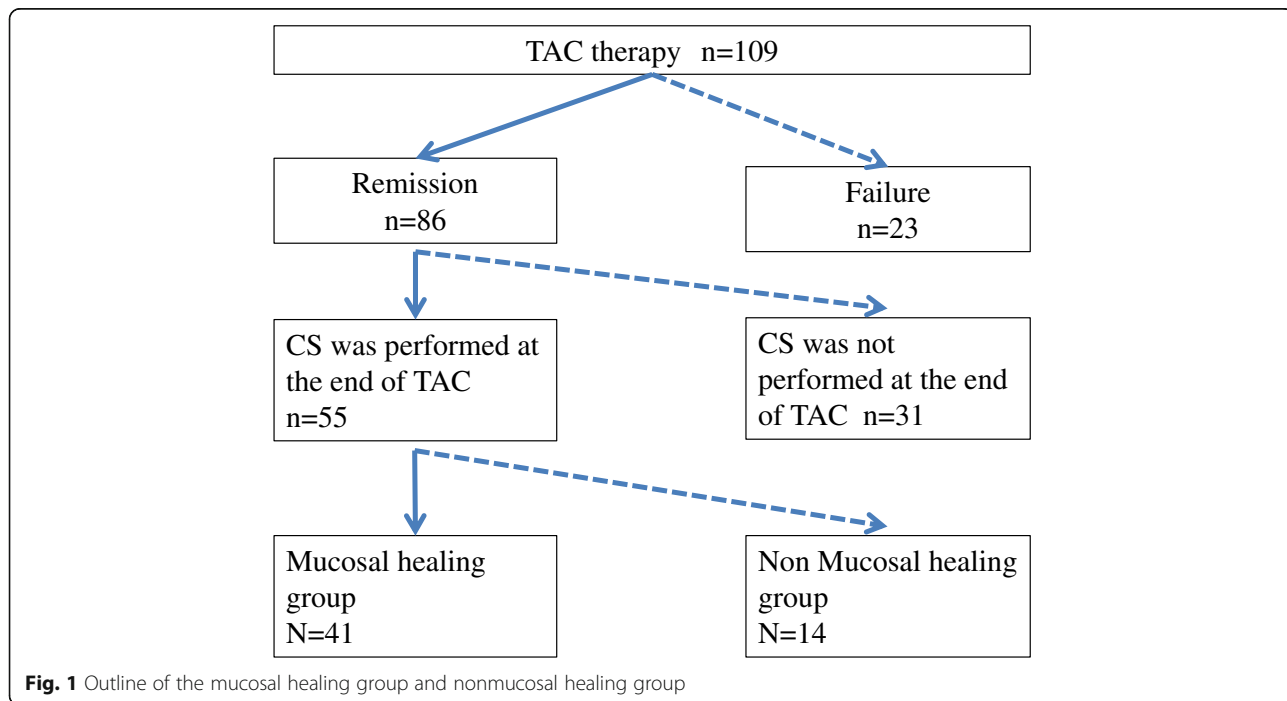 TAC therapy n=109
Remission
n=86
Failure
n=23
CS was performed at
the end of TAC
n=55
CS was not
performed at the end
of TAC n=31
Mucosal healing
group
N=41
Non Mucosal healing
group
N=14
Fig. 1 Outline of the mucosal healing group and nonmucosal healing group